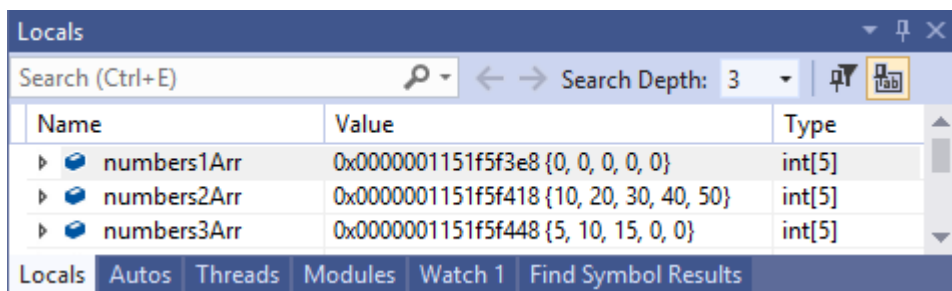 Locals
Search (Ctrl+E) Search Depth: 3
Name Value Type
numbers1Arr 0x0000001151f5f3e8 {0, 0, 0, 0, 0} int[5]
numbers2Arr 0x0000001151f5f418 {10, 20, 30, 40, 50} int[5]
numbers3Arr 0x0000001151f5f448 {5, 10, 15, 0, 0} int[5]
Locals Autos Threads Modules Watch 1 Find Symbol Results